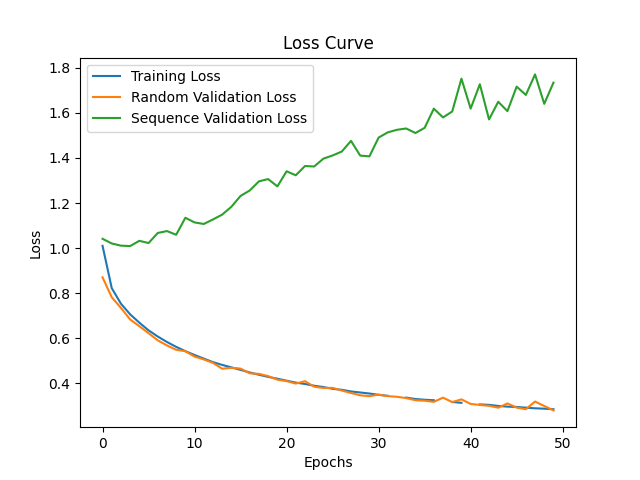 Loss Curve
Training Loss
Random Validation Loss
Sequence Validation Loss
1.8
1.6
1.4
1.2
1.0
0.8
0.6
0.4
Loss
0 10 20 30 40 50
Epochs